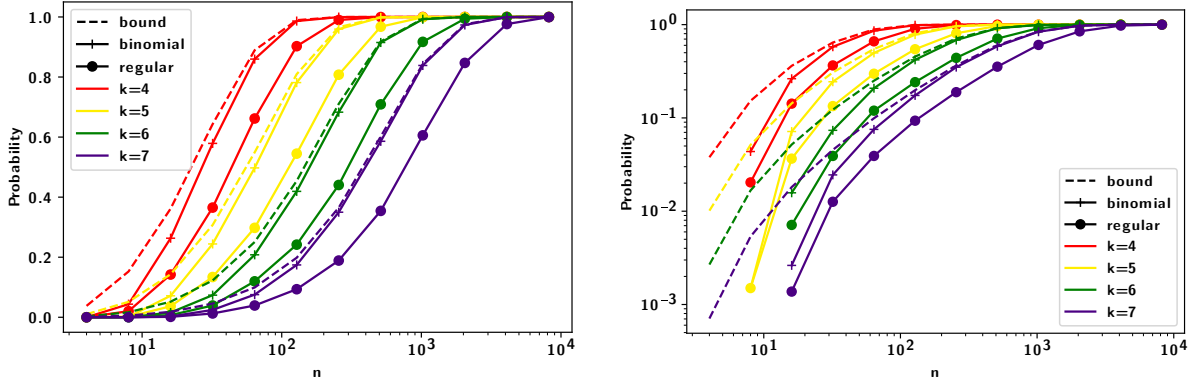 Probability
1.0
0.8
0.6
0.4
0.2
0.0
bound
binomial
regular
k=4
k=5
k=6
k=7
10^1
10^2
10^3
10^4
n
Probability
10^0
10^-1
10^-2
10^-3
bound
binomial
regular
k=4
k=5
k=6
k=7
10^1
10^2
10^3
10^4
n